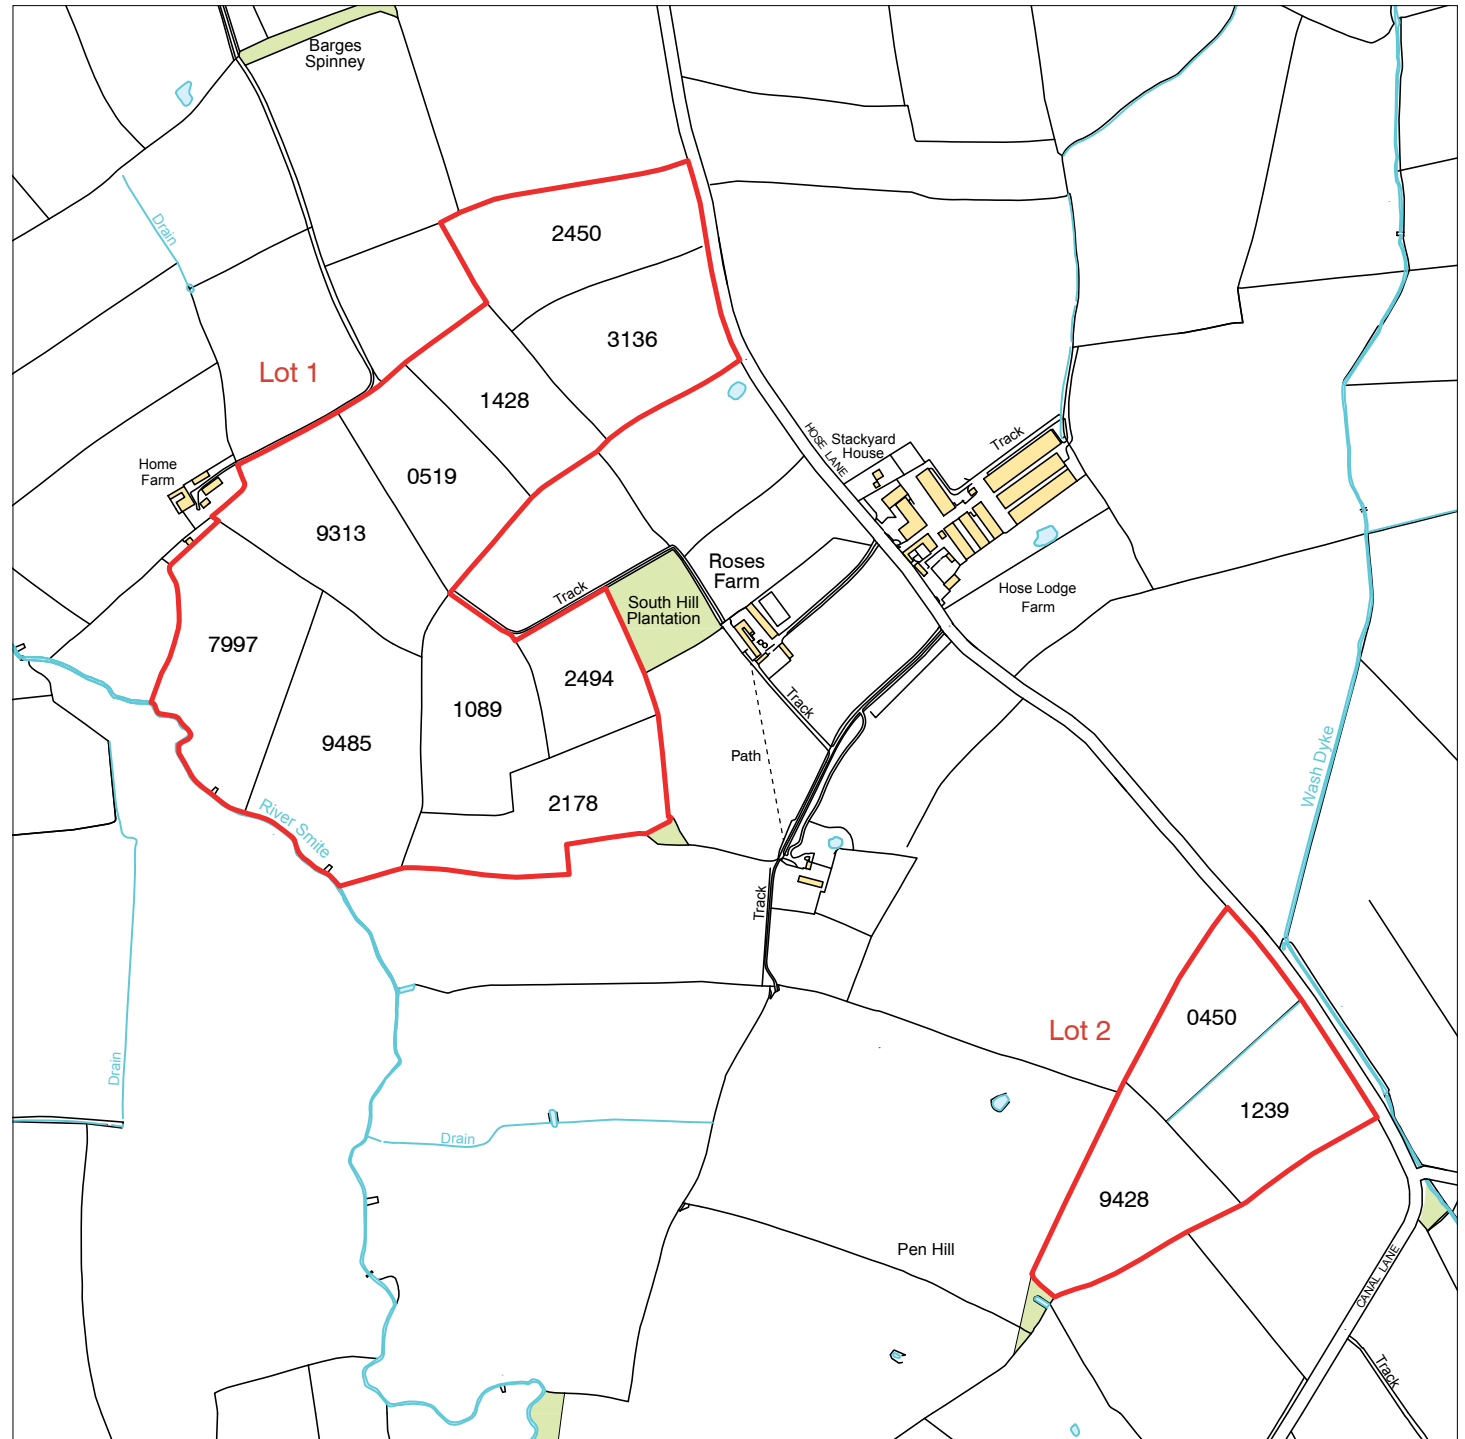 Barges
Spinney
Drain
2450
3136
Lot 1
1428
HOSE LANE
Stackyard
House
Track
Home
Farm
0519
9313
Roses
Farm
Track
South Hill
Plantation
Hose Lodge
Farm
7997
2494
1089
Track
9485
Path
Wash Dyke
2178
River Smite
Track
0450
Lot 2
Drain
1239
Drain
9428
Pen Hill
CANAL LANE
Track